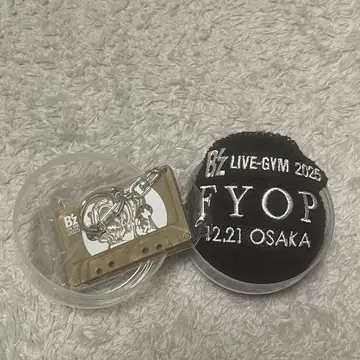 B'z
B'z LIVE-GYM 2025
FYOP
12.21 OSAKA